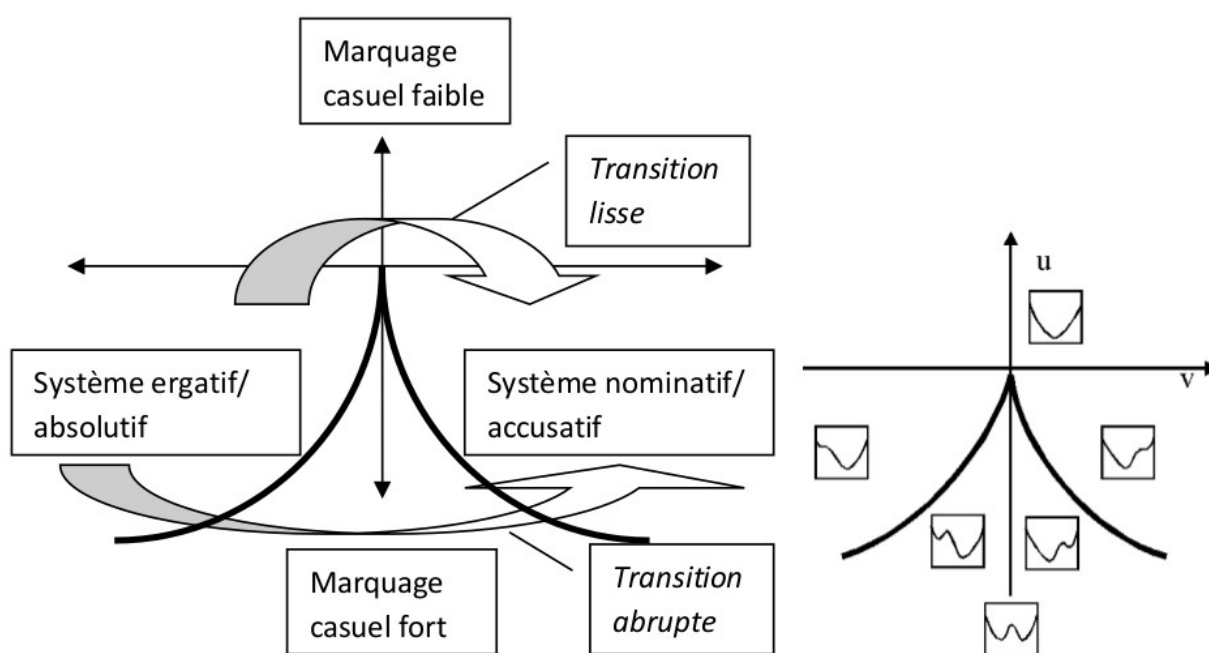 Marquage
casuel faible
Transition
lisse
Système ergatif/
absolutif
Système nominatif/
accusatif
Marquage
casuel fort
Transition
abrupte
u
v